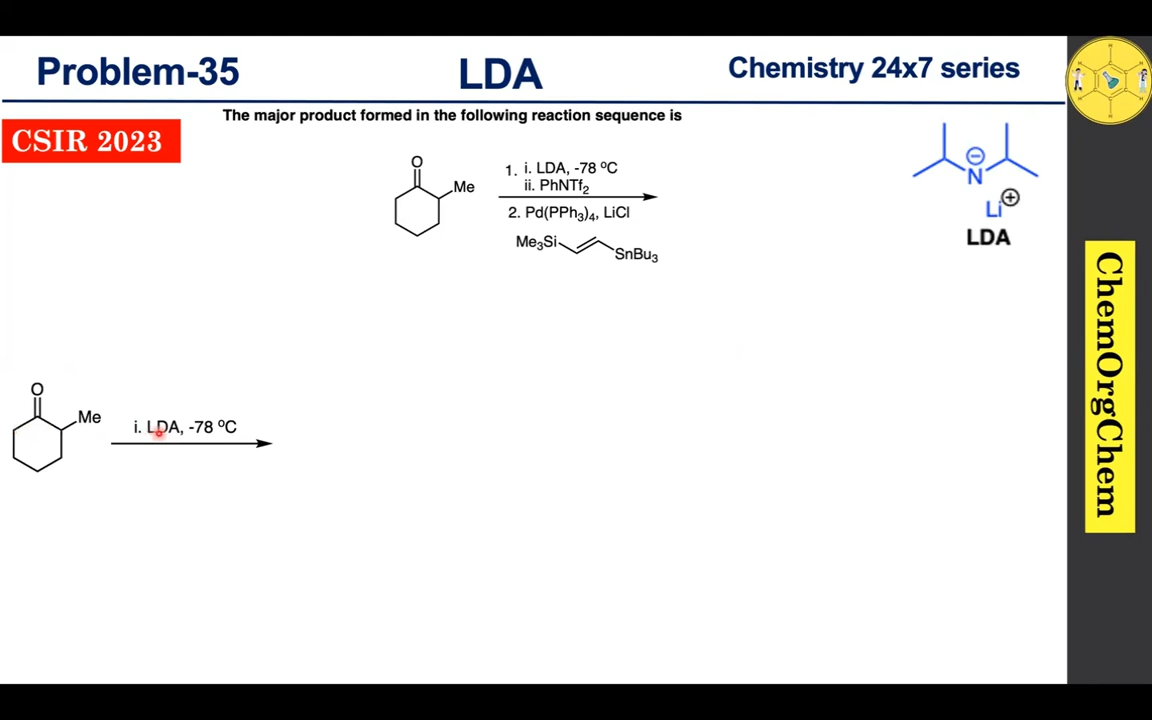 Problem-35
LDA
Chemistry 24x7 series
CSIR 2023
The major product formed in the following reaction sequence is
O
Me
1. i. LDA, -78 ºC
ii. PhNTf₂
2. Pd(PPh₃)₄, LiCl
Me₃Si
SnBu₃
N
Li
LDA
O
Me
i. LDA, -78 ºC
ChemOrgChem